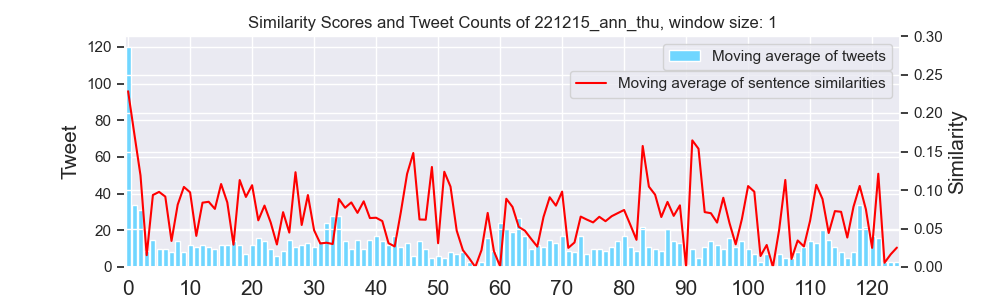 Similarity Scores and Tweet Counts of 221215_ann_thu, window size: 1
Moving average of tweets
Moving average of sentence similarities
Tweet
120
100
80
60
40
20
0
0.30
0.25
0.20
0.15
0.10
0.05
0.00
Similarity
0 10 20 30 40 50 60 70 80 90 100 110 120